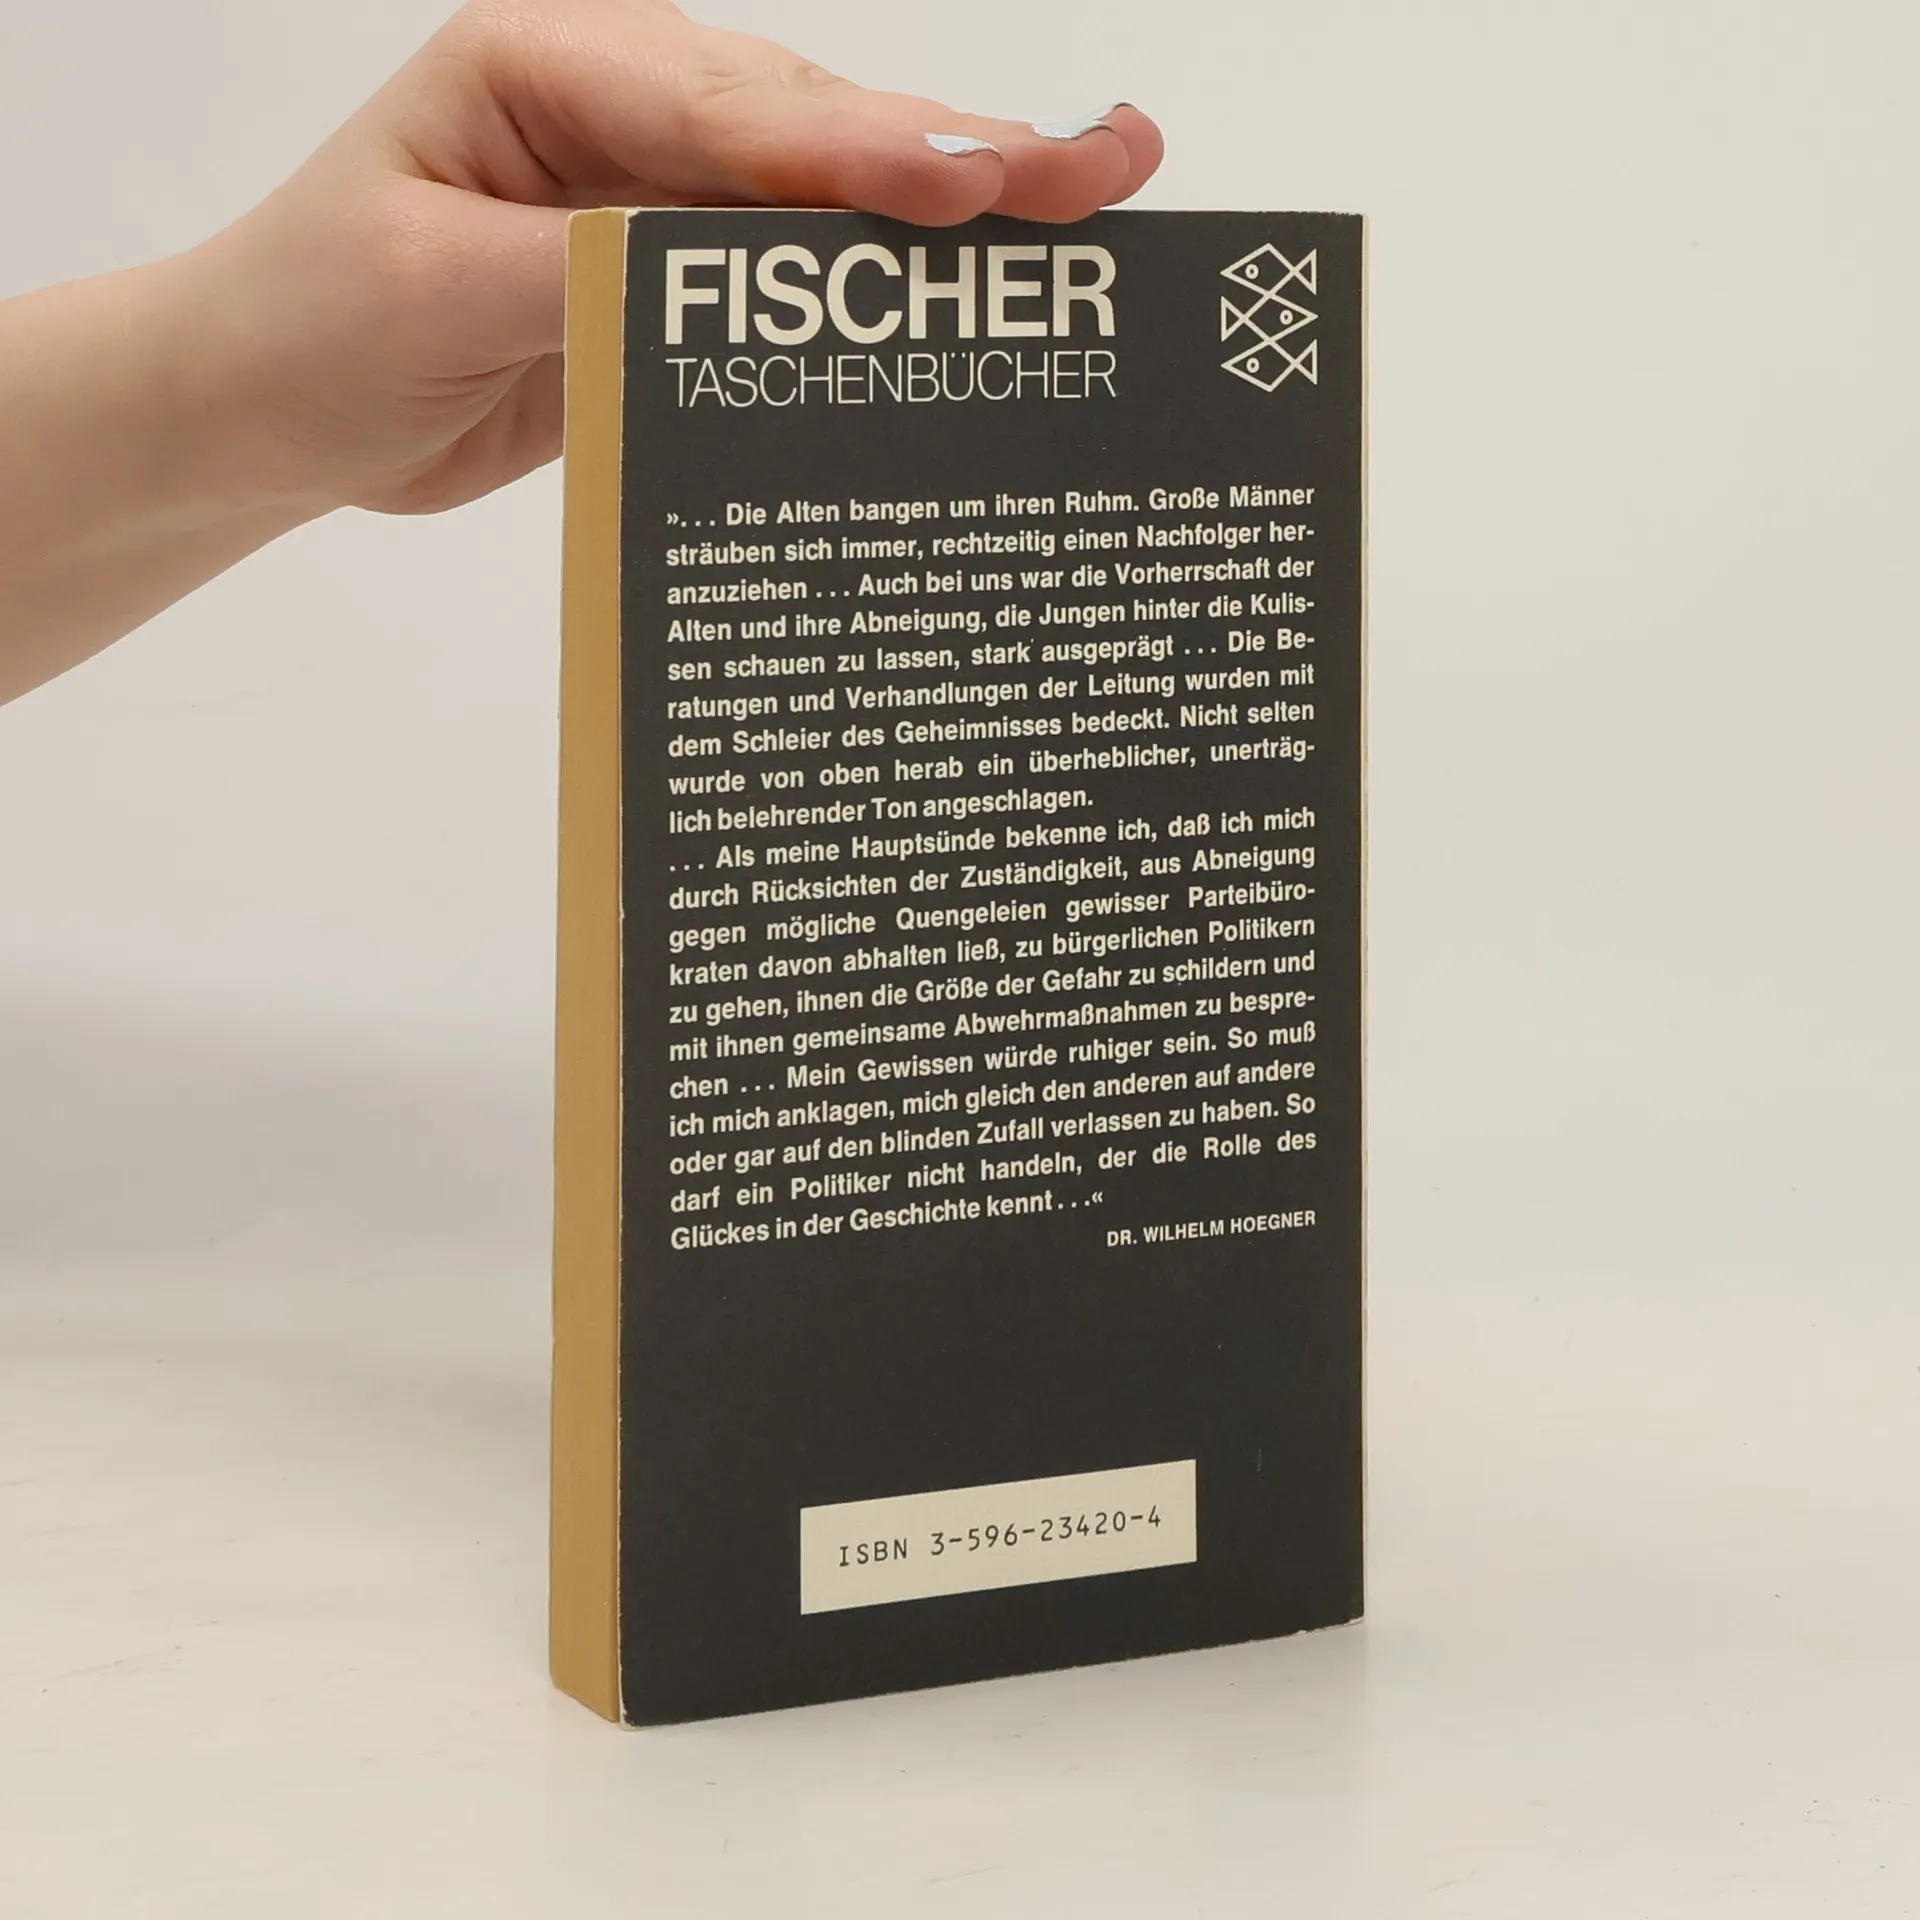 FISCHER
TASCHENBÜCHER
»... Die Alten bangen um ihren Ruhm. Große Männer
sträuben sich immer, rechtzeitig einen Nachfolger her-
anzuziehen ... Auch bei uns war die Vorherrschaft der
Alten und ihre Abneigung, die Jungen hinter die Kulis-
sen schauen zu lassen, stark ausgeprägt ... Die Be-
ratungen und Verhandlungen der Leitung wurden mit
dem Schleier des Geheimnisses bedeckt. Nicht selten
wurde von oben herab ein überheblicher, unerträg-
lich belehrender Ton angeschlagen.
... Als meine Hauptsünde bekenne ich, daß ich mich
durch Rücksichten der Zuständigkeit, aus Abneigung
gegen mögliche Quengeleien gewisser Parteibüro-
kraten davon abhalten ließ, zu bürgerlichen Politikern
zu gehen, ihnen die Größe der Gefahr zu schildern und
mit ihnen gemeinsame Abwehrmaßnahmen zu bespre-
chen ... Mein Gewissen würde ruhiger sein. So muß
ich mich anklagen, mich gleich den anderen auf andere
oder gar auf den blinden Zufall verlassen zu haben. So
darf ein Politiker nicht handeln, der die Rolle des
Glückes in der Geschichte kennt ...«
DR. WILHELM HOEGNER
ISBN 3-596-23420-4